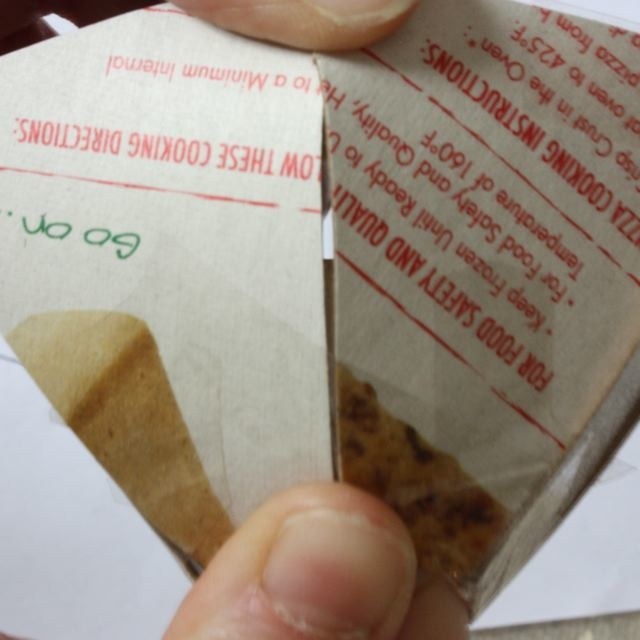 Go on..
LOW THESE COOKING DIRECTIONS:
to a Minimum Internal
FOR FOOD SAFETY AND QUALI
• Keep Frozen Until Ready to
• For Food Safety and Quality, He
Temperature of 160°F
ZZA COOKING INSTRUCTIONS:
isp Crust in the Oven*:
oven to 425°F
pizza from